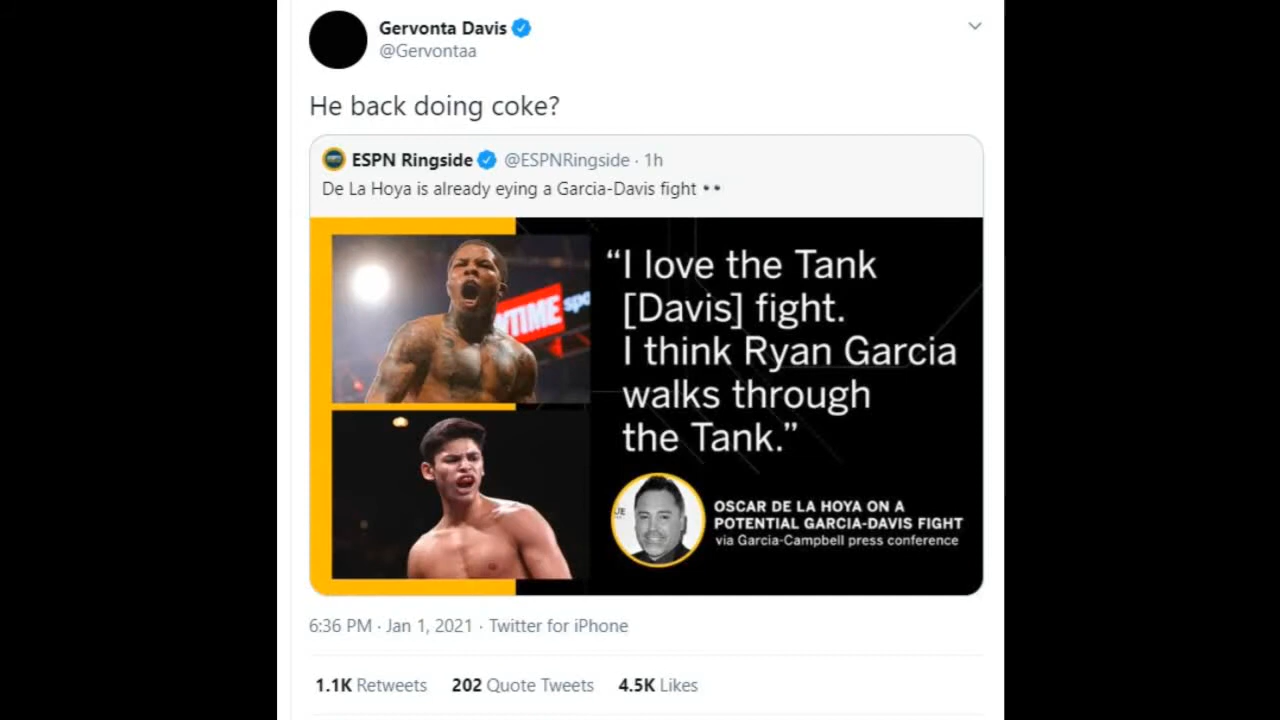 Gervonta Davis
@Gervontaa
He back doing coke?
ESPN Ringside @ESPNRingside · 1h
De La Hoya is already eying a Garcia-Davis fight 👀
“I love the Tank
[Davis] fight.
I think Ryan Garcia
walks through
the Tank.”
OSCAR DE LA HOYA ON A
POTENTIAL GARCIA-DAVIS FIGHT
via Garcia-Campbell press conference
6:36 PM · Jan 1, 2021 · Twitter for iPhone
1.1K Retweets 202 Quote Tweets 4.5K Likes